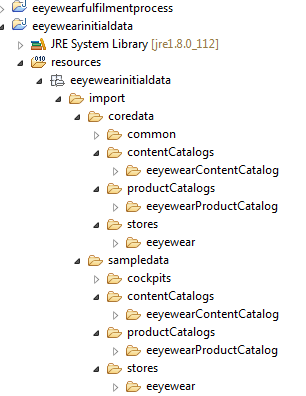 eeyewearfulfilmentprocess
eeyewearinitialdata
JRE System Library [jre1.8.0_112]
resources
eeyewearinitialdata
import
coredata
common
contentCatalogs
eeyewearContentCatalog
productCatalogs
eeyewearProductCatalog
stores
eeyewear
sampledata
cockpits
contentCatalogs
eeyewearContentCatalog
productCatalogs
eeyewearProductCatalog
stores
eeyewear